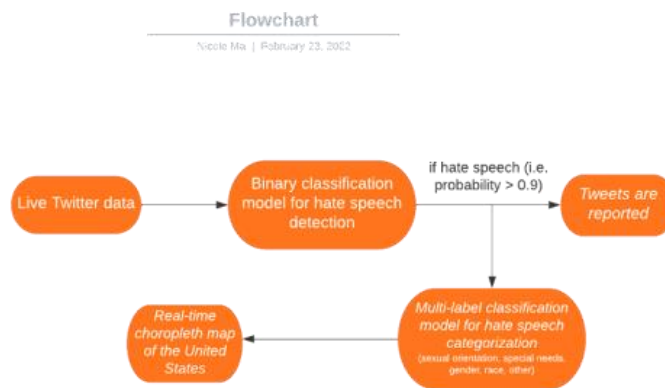 Flowchart
Nicole Ma | February 23, 2022
if hate speech (i.e.
probability > 0.9)
Live Twitter data
Binary classification
model for hate speech
detection
Tweets are
reported
Real-time
choropleth map
of the United
States
Multi-label classification
model for hate speech
categorization
(sexual orientation, special needs,
gender, race, other)